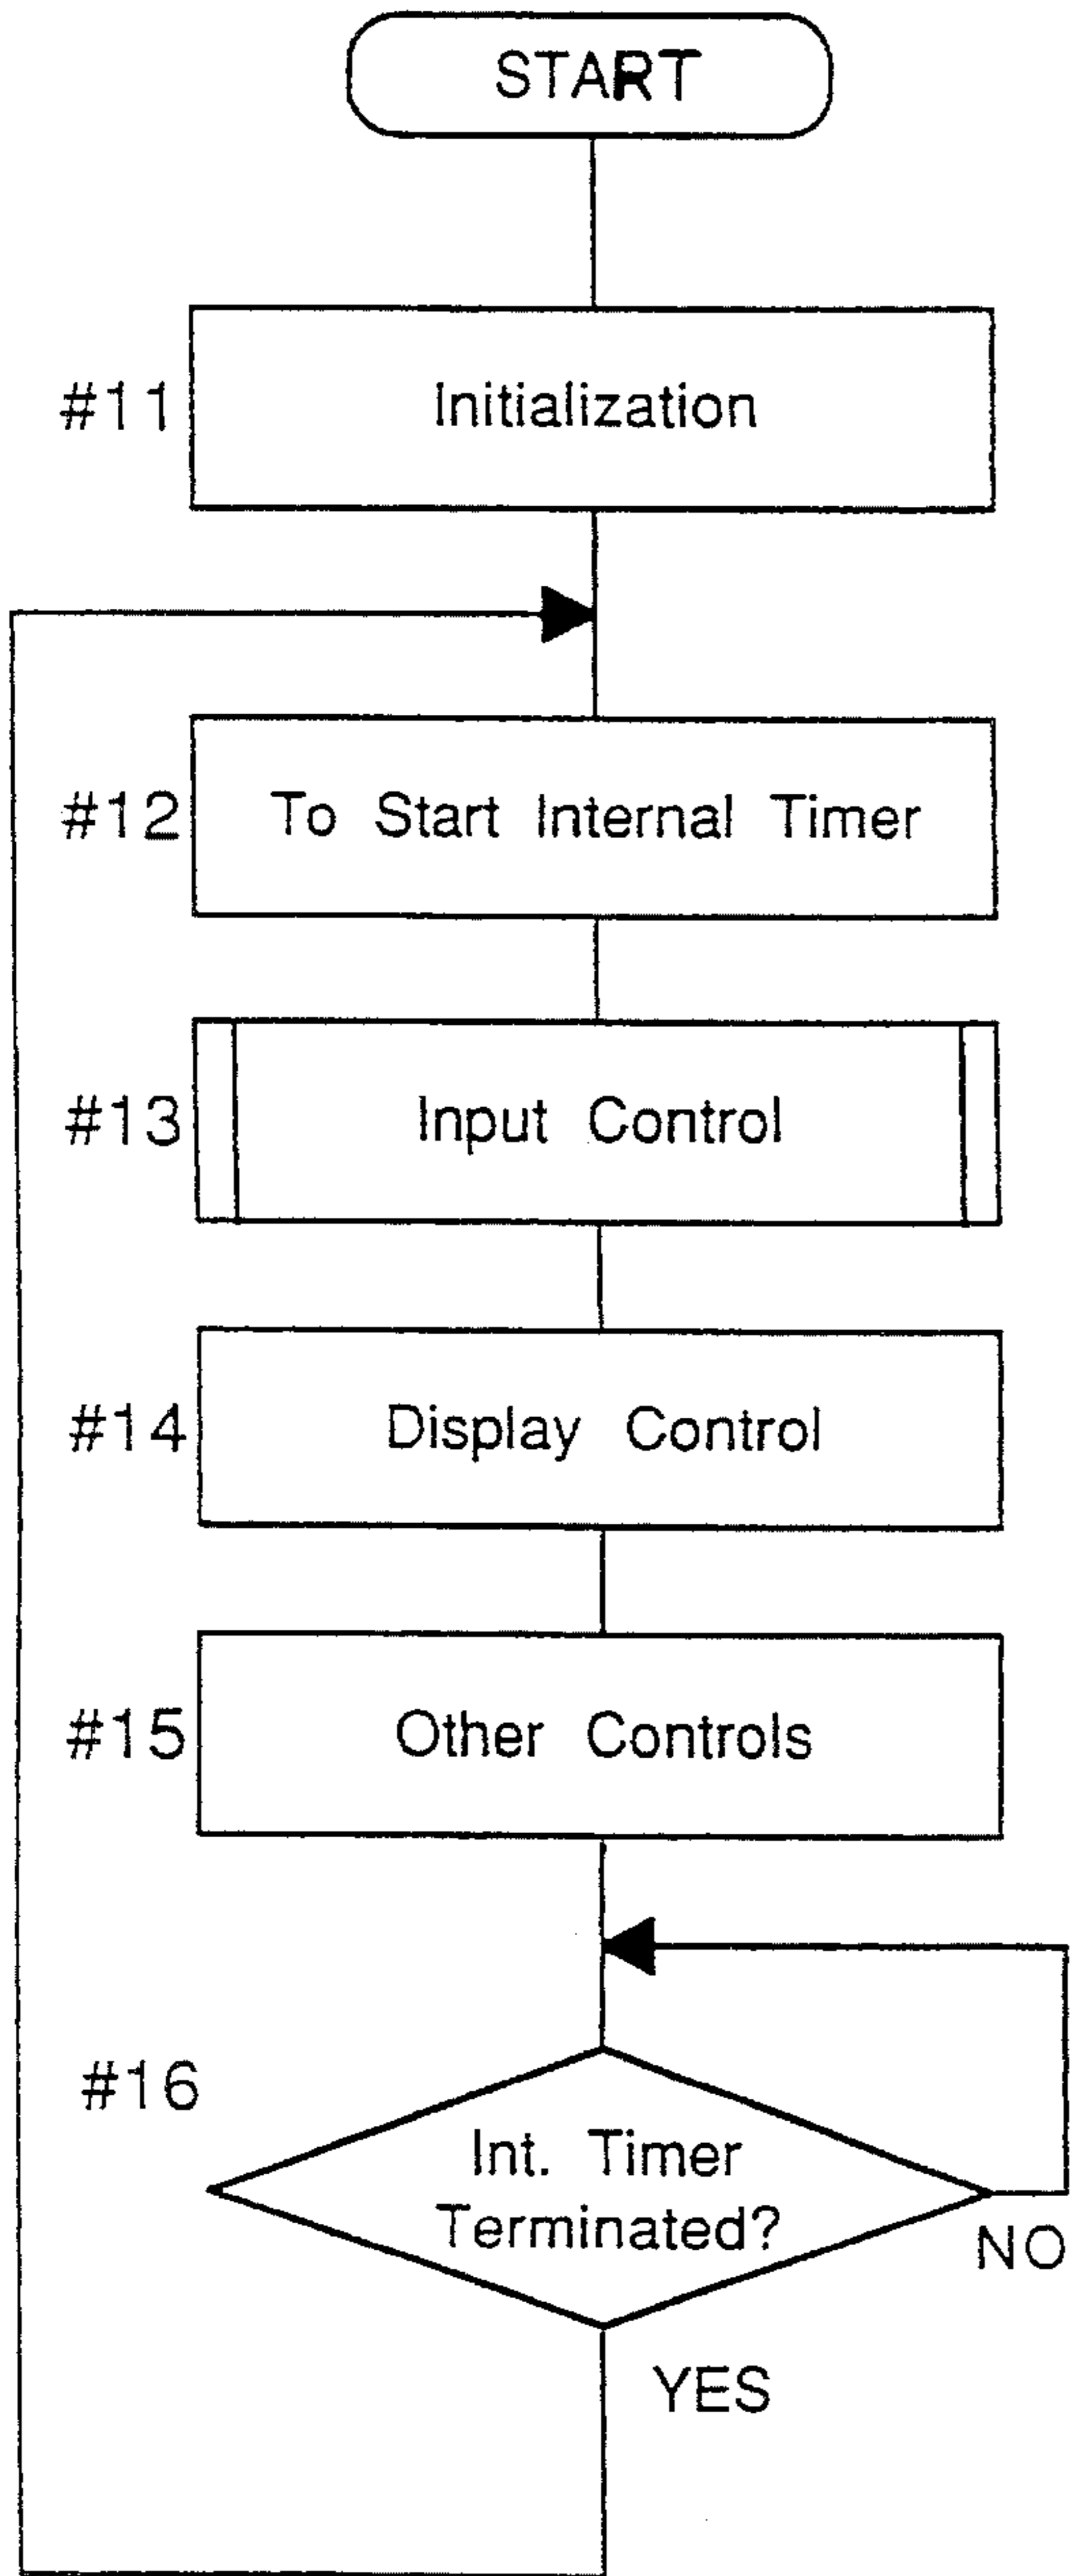 START
#11
Initialization
#12
To Start Internal Timer
#13
Input Control
#14
Display Control
#15
Other Controls
#16
Int. Timer
Terminated?
NO
YES